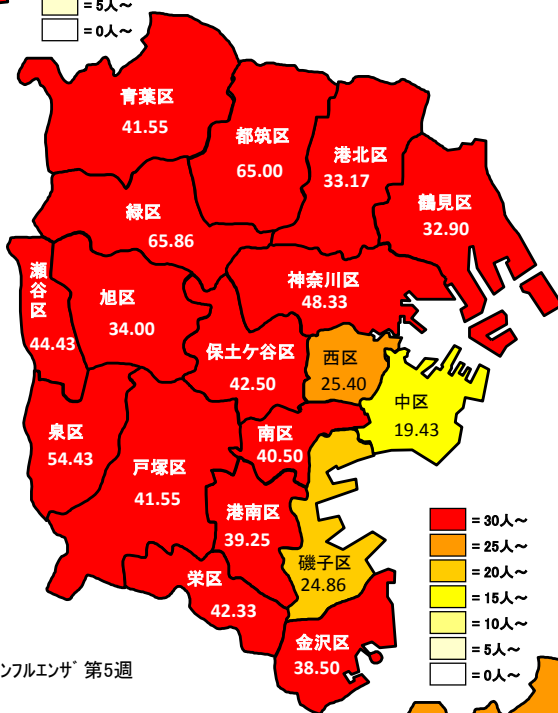 = 5人～
= 0人～
青葉区
41.55
都筑区
65.00
港北区
33.17
鶴見区
32.90
緑区
65.86
神奈川区
48.33
瀬谷区
44.43
旭区
34.00
保土ケ谷区
42.50
西区
25.40
中区
19.43
泉区
54.43
戸塚区
41.55
南区
40.50
港南区
39.25
磯子区
24.86
栄区
42.33
金沢区
38.50
= 30人～
= 25人～
= 20人～
= 15人～
= 10人～
= 5人～
= 0人～
ンフルエンザ 第5週